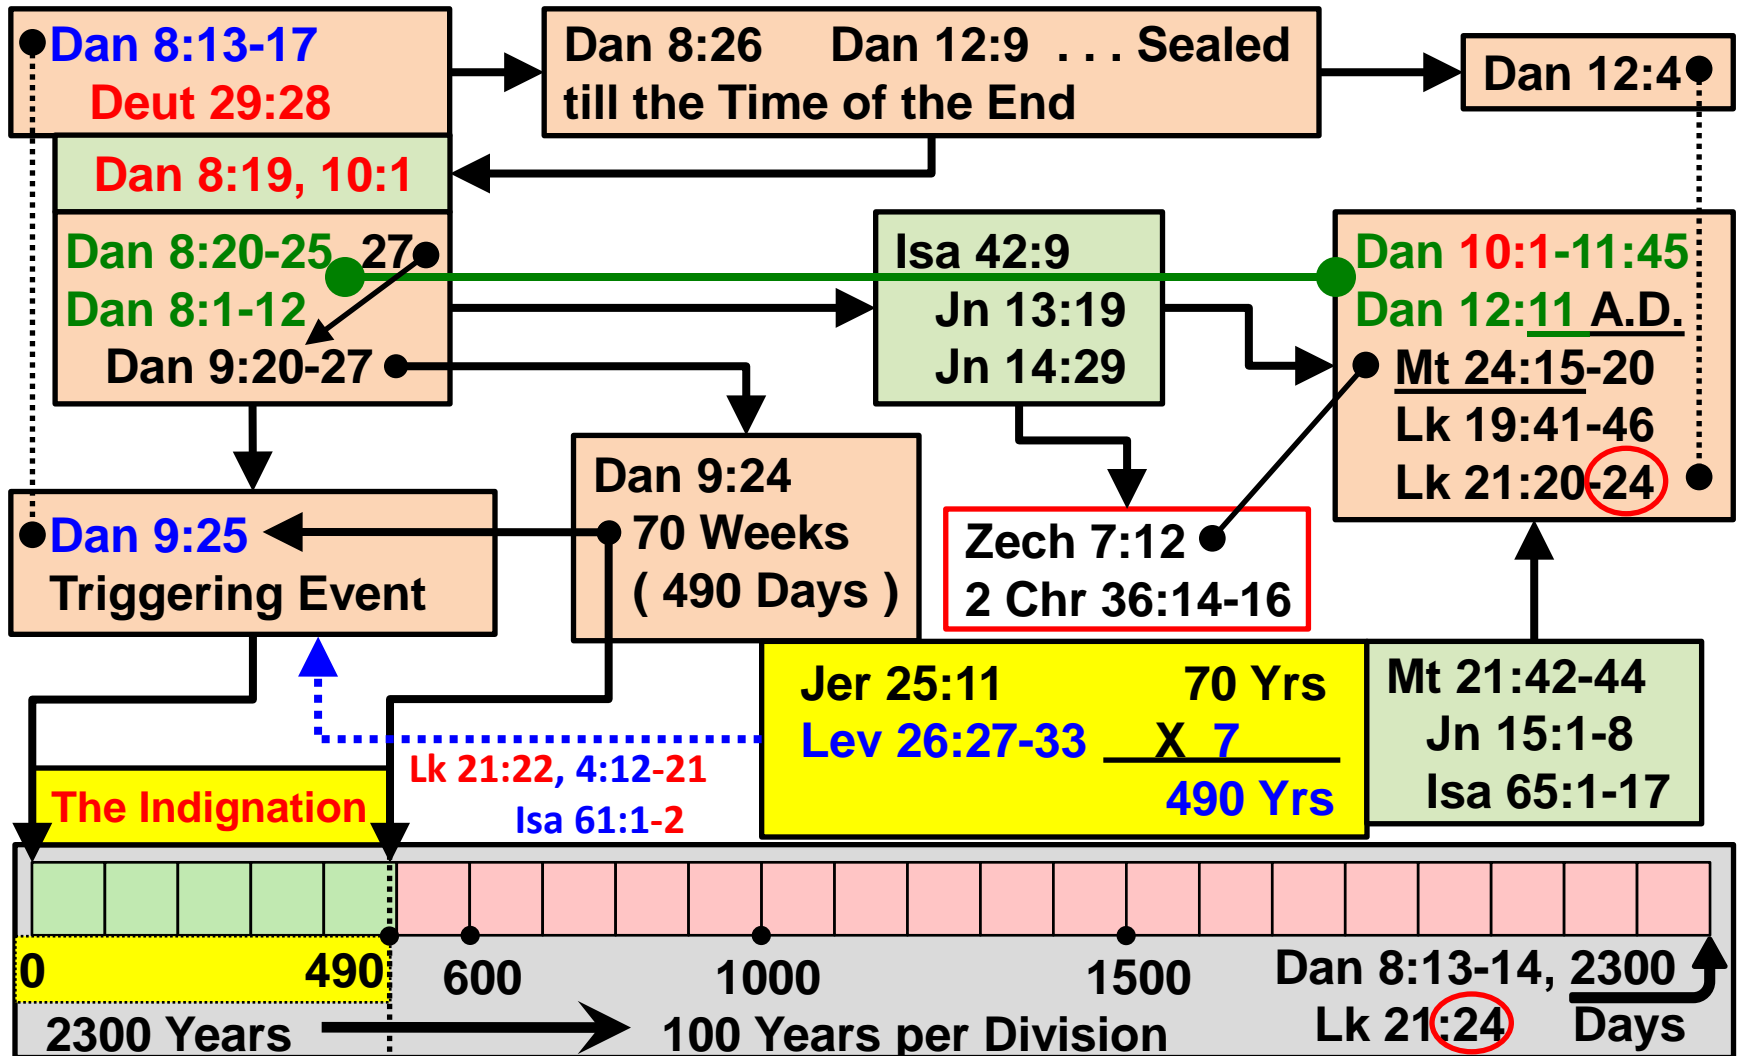 Dan 8:13-17
Deut 29:28
Dan 8:26 Dan 12:9 . . . Sealed
till the Time of the End
Dan 12:4
Dan 8:19, 10:1
Dan 8:20-25 27
Dan 8:1-12
Dan 9:20-27
Isa 42:9
Jn 13:19
Jn 14:29
Dan 10:1-11:45
Dan 12:11 A.D.
Mt 24:15-20
Lk 19:41-46
Lk 21:20-24
Dan 9:25
Triggering Event
Dan 9:24
70 Weeks
( 490 Days )
Zech 7:12
2 Chr 36:14-16
Jer 25:11 70 Yrs
Lev 26:27-33 X 7
490 Yrs
Mt 21:42-44
Jn 15:1-8
Isa 65:1-17
Lk 21:22, 4:12-21
Isa 61:1-2
The Indignation
0 490 600 1000 1500
Dan 8:13-14, 2300
Lk 21:24 Days
2300 Years 100 Years per Division